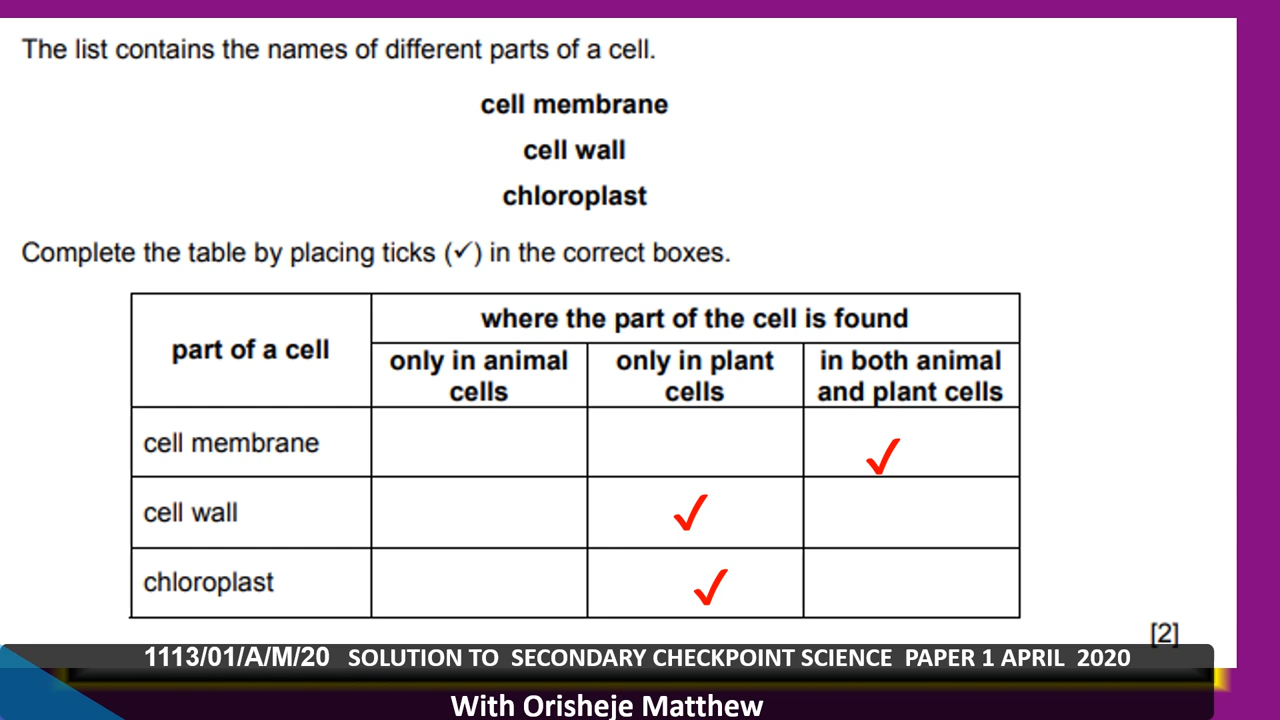 The list contains the names of different parts of a cell.
cell membrane
cell wall
chloroplast
Complete the table by placing ticks (✓) in the correct boxes.
part of a cell
where the part of the cell is found
only in animal cells
only in plant cells
in both animal and plant cells
cell membrane ✓
cell wall ✓
chloroplast ✓
[2]
1113/01/A/M/20 SOLUTION TO SECONDARY CHECKPOINT SCIENCE PAPER 1 APRIL 2020
With Orisheje Matthew